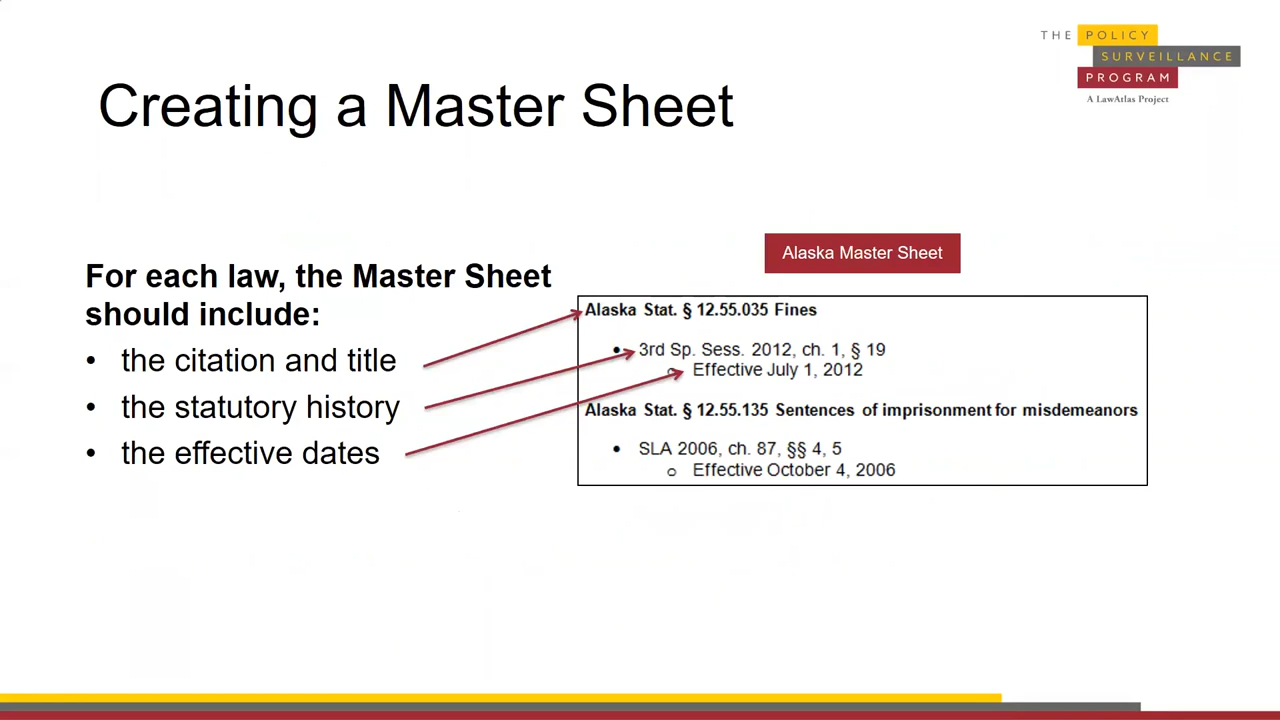 THE POLICY
SURVEILLANCE
PROGRAM
A LawAtlas Project
Creating a Master Sheet
For each law, the Master Sheet
should include:
• the citation and title
• the statutory history
• the effective dates
Alaska Master Sheet
Alaska Stat. § 12.55.035 Fines
• 3rd Sp. Sess. 2012, ch. 1, § 19
o Effective July 1, 2012
Alaska Stat. § 12.55.135 Sentences of imprisonment for misdemeanors
• SLA 2006, ch. 87, §§ 4, 5
o Effective October 4, 2006